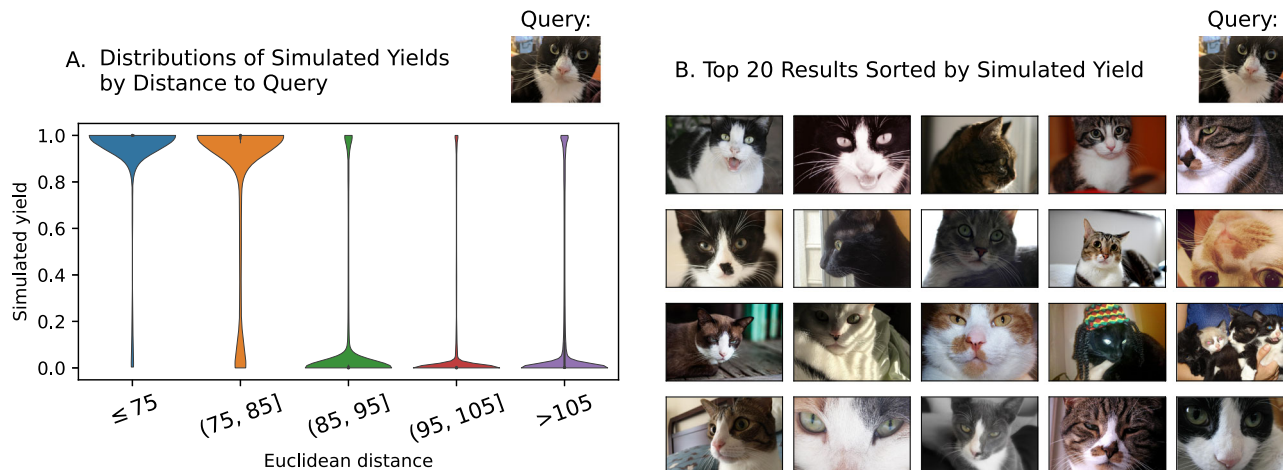 A. Distributions of Simulated Yields
by Distance to Query
Query:
1.0
0.8
0.6
0.4
0.2
0.0
Simulated yield
≤ 75
(75, 85]
(85, 95]
(95, 105]
>105
Euclidean distance
B. Top 20 Results Sorted by Simulated Yield
Query: